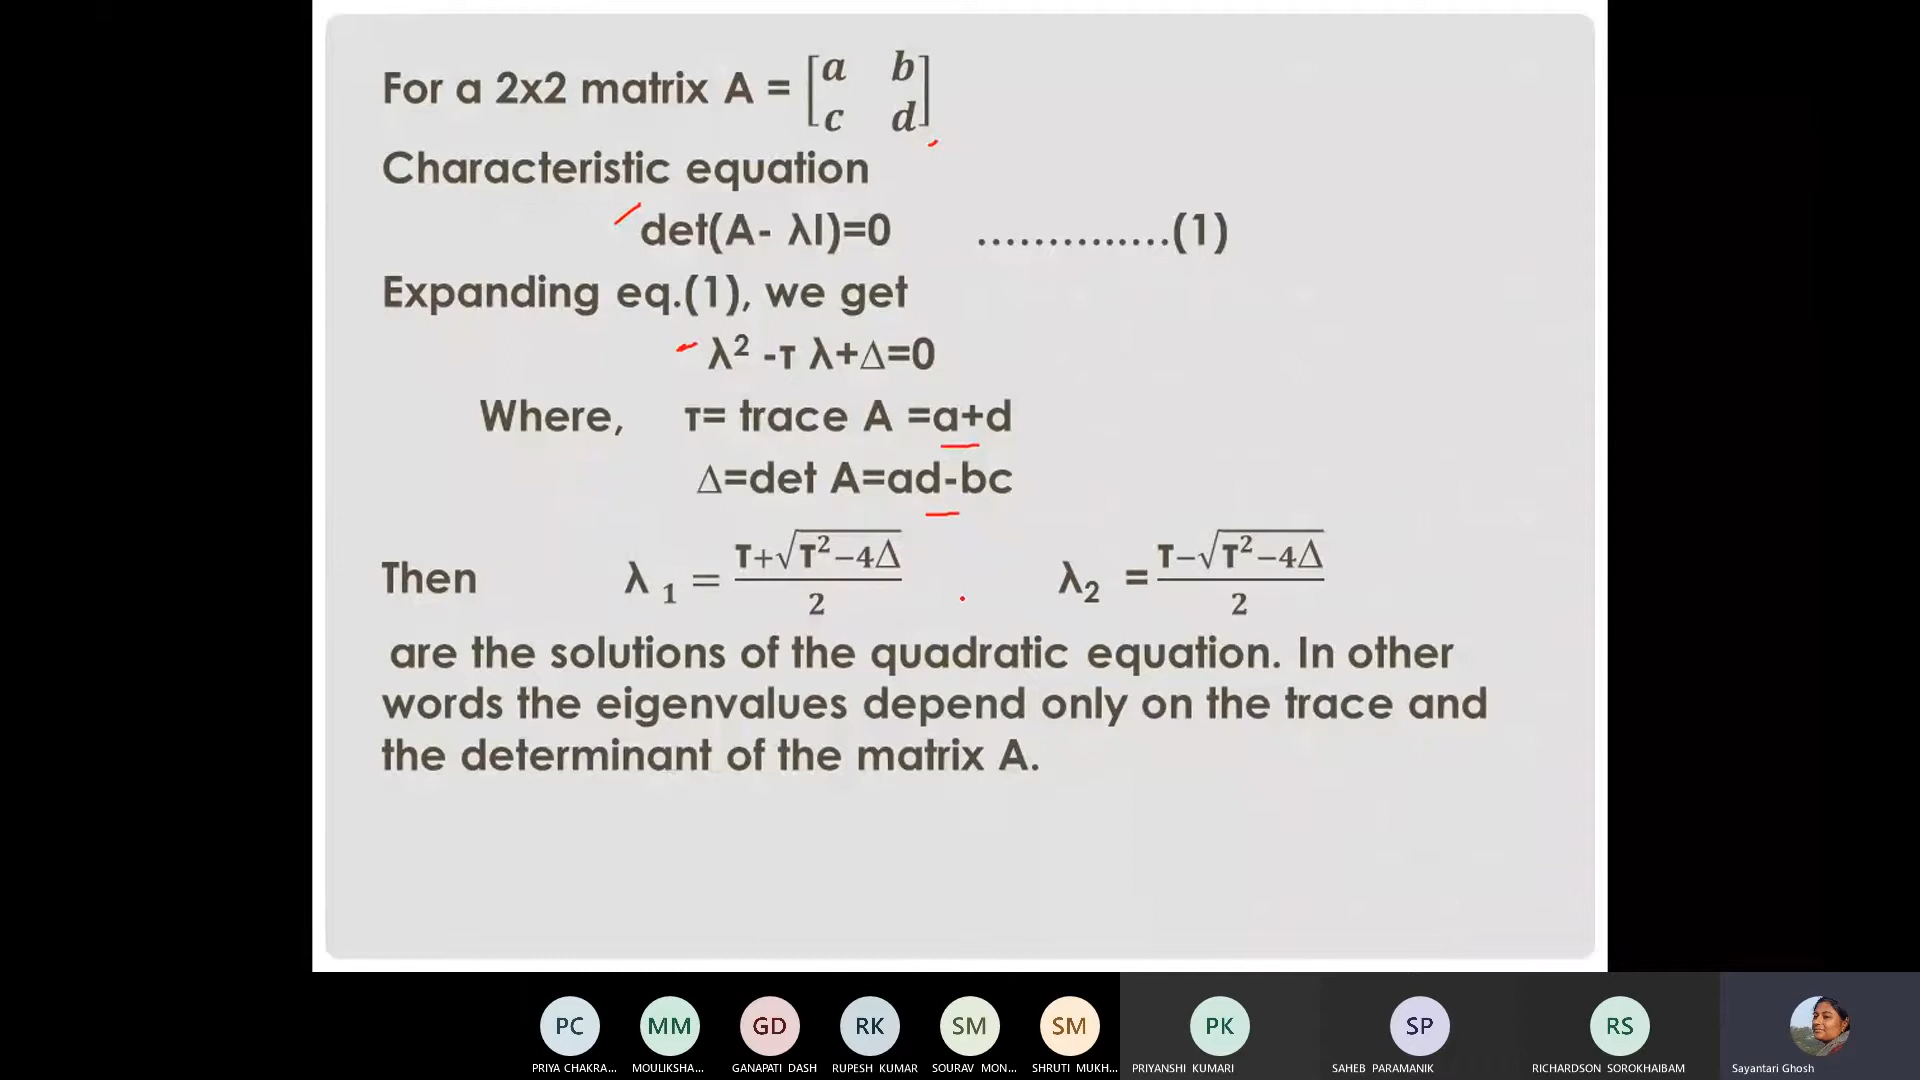 For a 2x2 matrix A = [a b
c d]
Characteristic equation
det(A- λI)=0 ..............(1)
Expanding eq.(1), we get
λ² -τ λ+Δ=0
Where, τ= trace A =a+d
Δ=det A=ad-bc
Then λ ₁ = (τ+√(τ²−4Δ))/2 λ₂ = (τ−√(τ²−4Δ))/2
are the solutions of the quadratic equation. In other
words the eigenvalues depend only on the trace and
the determinant of the matrix A.
PC MM GD RK SM SM PK SP RS
PRIYA CHAKRA... MOULIKSHA... GANAPATI DASH RUPESH KUMAR SOURAV MON... SHRUTI MUKH... PRIYANSHI KUMARI SAHEB PARAMANIK RICHARDSON SOROKHAIBAM Sayantari Ghosh